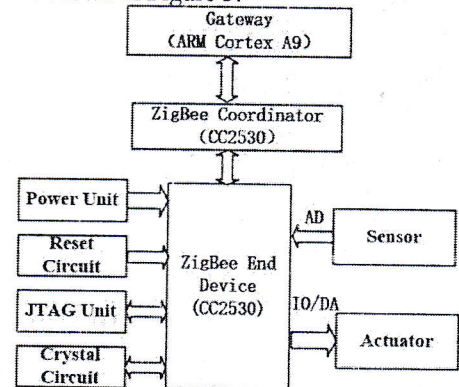 Gateway
(ARM Cortex A9)
ZigBee Coordinator
(CC2530)
Power Unit
Reset
Circuit
JTAG Unit
Crystal
Circuit
ZigBee End
Device
(CC2530)
AD
Sensor
IO/DA
Actuator